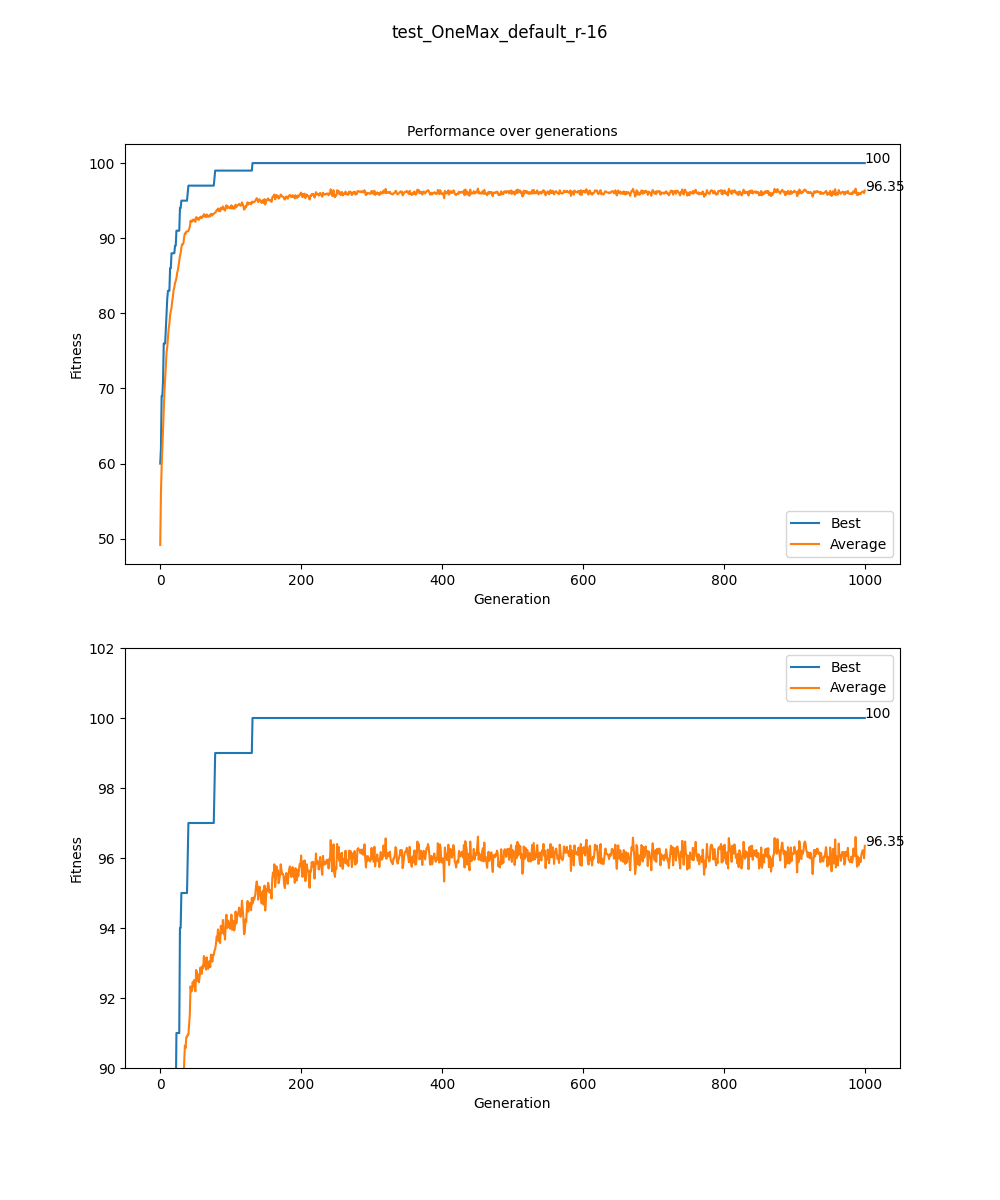 test_OneMax_default_r-16
Performance over generations
100
90
80
70
60
50
Fitness
100
96.35
Best
Average
0 200 400 600 800 1000
Generation
102
100
98
96
94
92
90
Fitness
Best
Average
100
96.35
0 200 400 600 800 1000
Generation